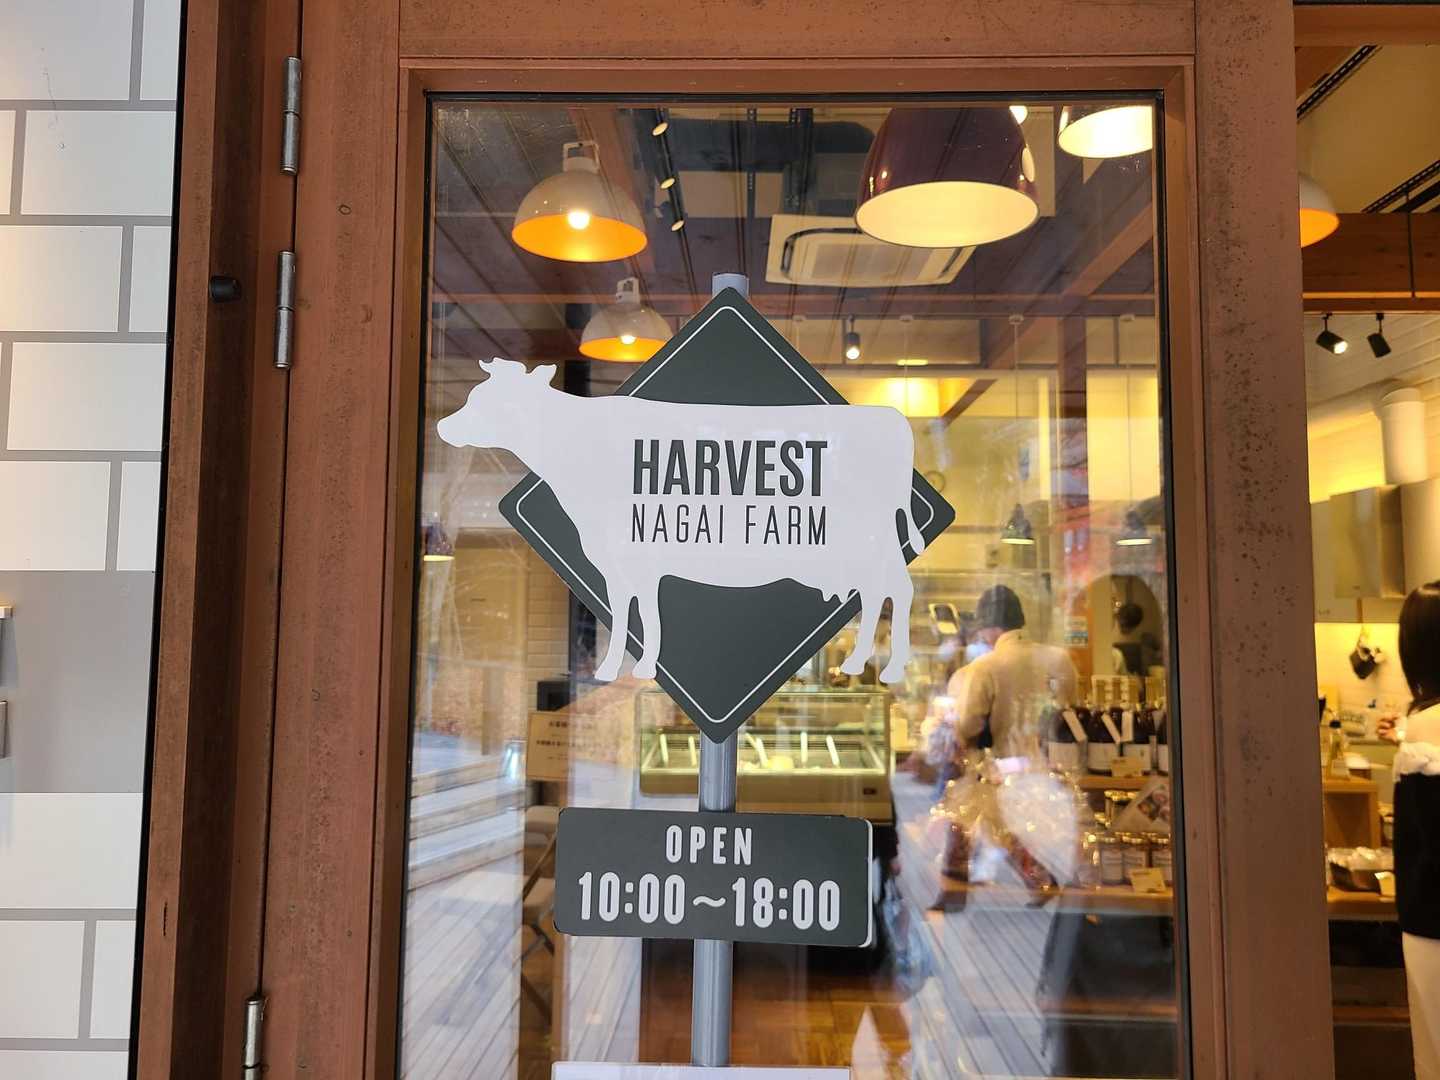 HARVEST
NAGAI FARM
OPEN
10:00~18:00